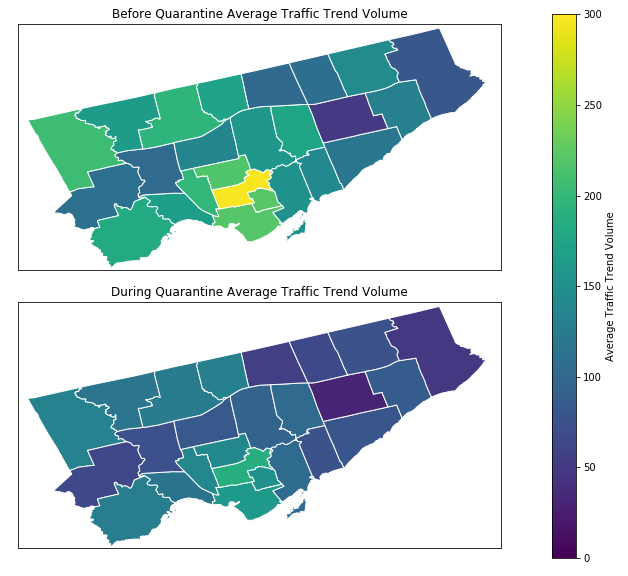 Before Quarantine Average Traffic Trend Volume
During Quarantine Average Traffic Trend Volume
300
250
200
150
100
50
0
Average Traffic Trend Volume